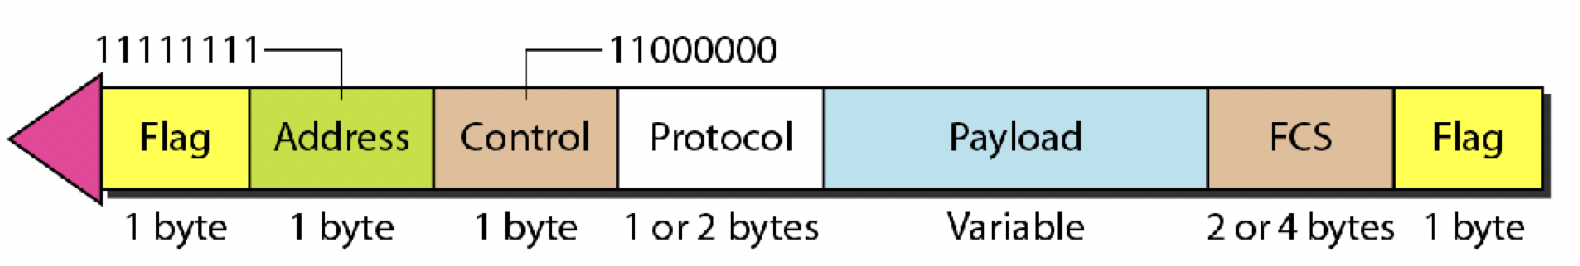 11111111 11000000
Flag Address Control Protocol Payload FCS Flag
1 byte 1 byte 1 byte 1 or 2 bytes Variable 2 or 4 bytes 1 byte